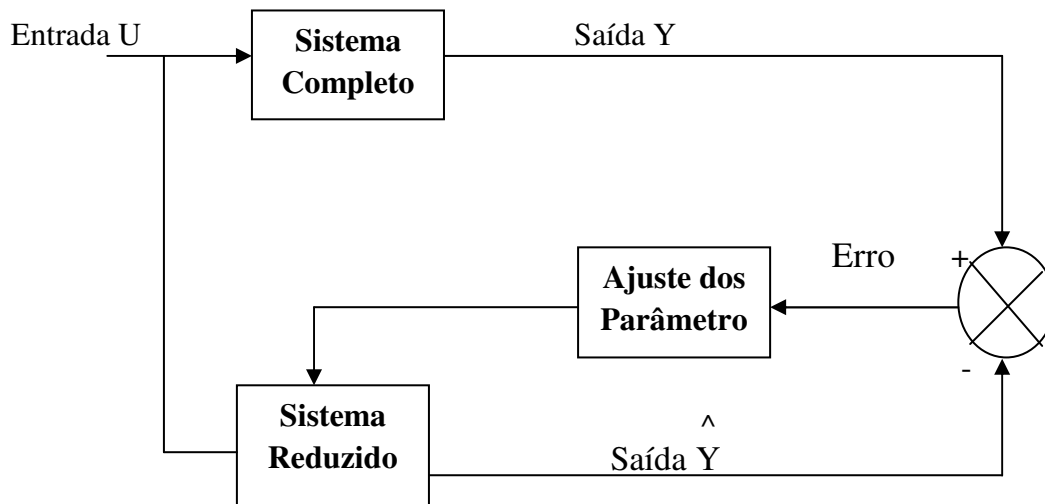 Entrada U
Sistema
Completo
Saída Y
Erro
+
Ajuste dos
Parâmetro
-
Sistema
Reduzido
^
Saída Y